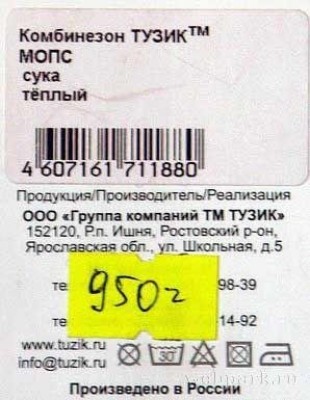 Комбинезон ТУЗИК™
МОПС
сука
тёплый
4 607161 711880
Продукция/Производитель/Реализация
ООО «Группа компаний ТМ ТУЗИК»
152120, Р.п. Ишня, Ростовский р-он,
Ярославская обл., ул. Школьная, д.5
98-39
950
те
14-92
www.tuzik.ru
info@tuzik.ru
30
Произведено в России